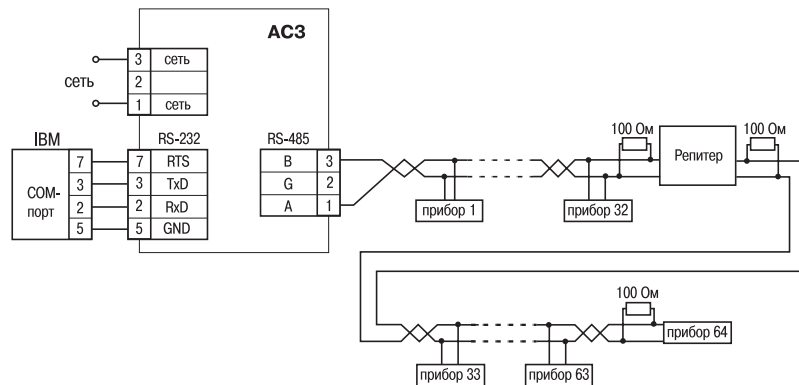 АС3
3 сеть
2
1 сеть
сеть
IBM
RS-232
RS-485
100 Ом
100 Ом
7
3
2
5
СОМ-
порт
7 RTS
3 TxD
2 RxD
5 GND
B 3
G 2
A 1
Репитер
прибор 1
прибор 32
100 Ом
прибор 64
прибор 33
прибор 63